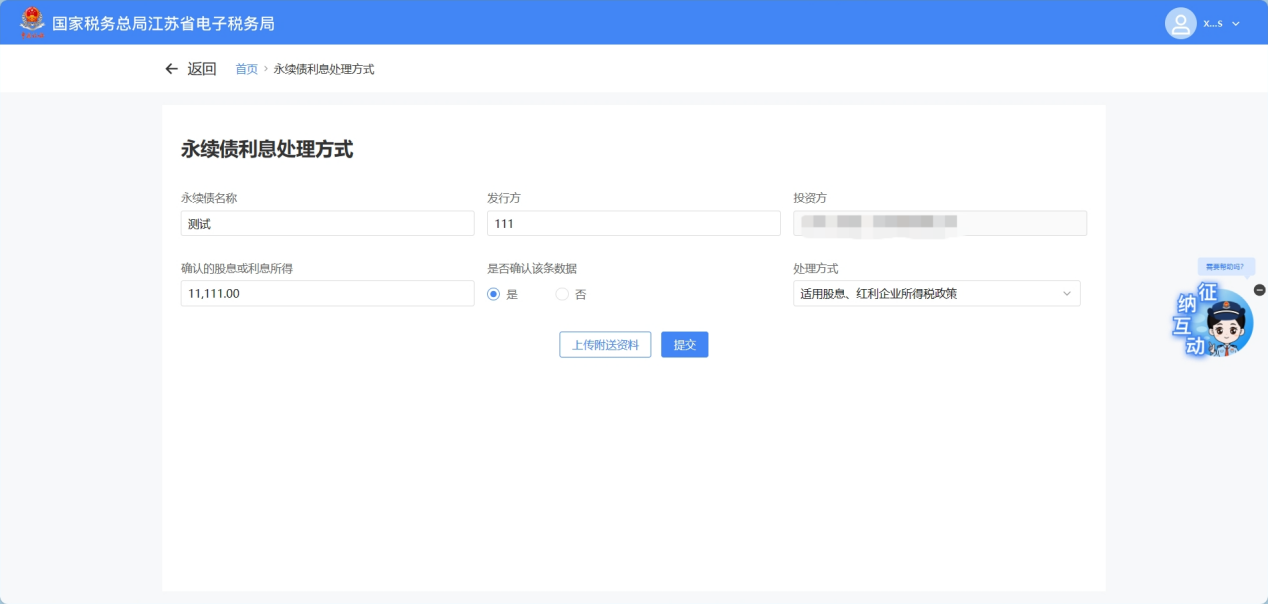 国家税务总局江苏省电子税务局
x...s
返回 首页 永续债利息处理方式
永续债利息处理方式
永续债名称 发行方 投资方
测试 111
确认的股息或利息所得 是否确认该条数据 处理方式
11,111.00 是 否 适用股息、红利企业所得税政策
上传附送资料 提交
需要帮助吗?
征
纳
互
动